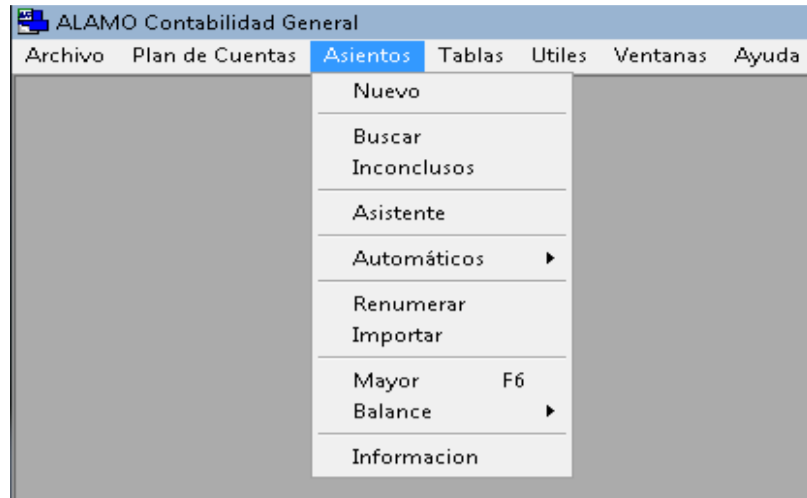 ALAMO Contabilidad General
Archivo Plan de Cuentas Asientos Tablas Utiles Ventanas Ayuda
Nuevo
Buscar
Inconclusos
Asistente
Automáticos
Renumerar
Importar
Mayor F6
Balance
Informacion